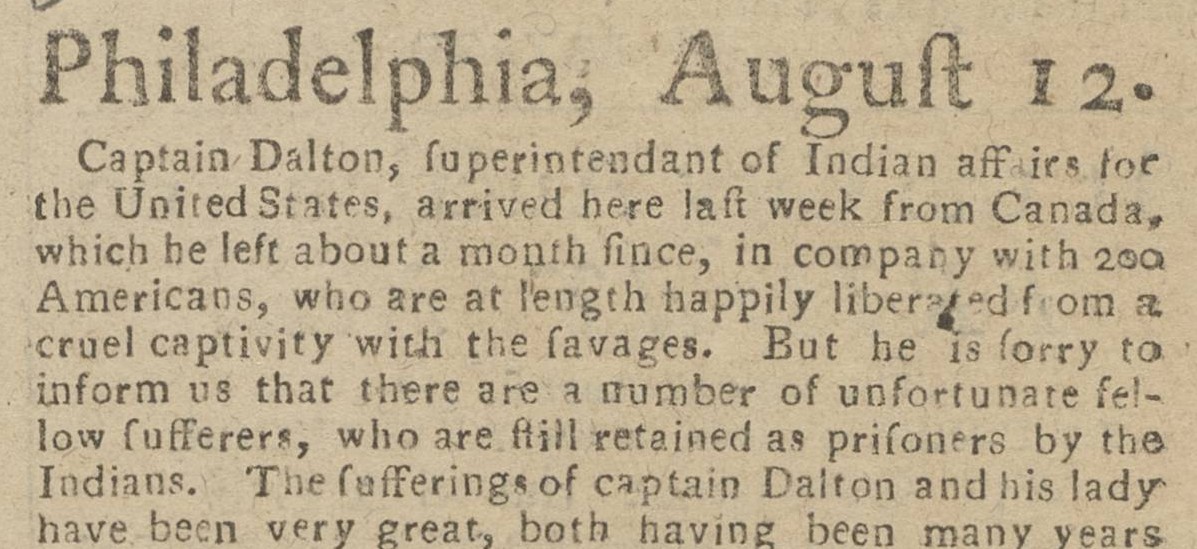 Philadelphia, Auguſt 12.
Captain Dalton, ſuperintendant of Indian affairs for
the United States, arrived here laſt week from Canada,
which he left about a month ſince, in company with 200
Americans, who are at length happily liberated from a
cruel captivity with the ſavages. But he is ſorry to
inform us that there are a number of unfortunate fel-
low ſufferers, who are ſtill retained as priſoners by the
Indians. The ſufferings of captain Dalton and his lady
have been very great, both having been many years